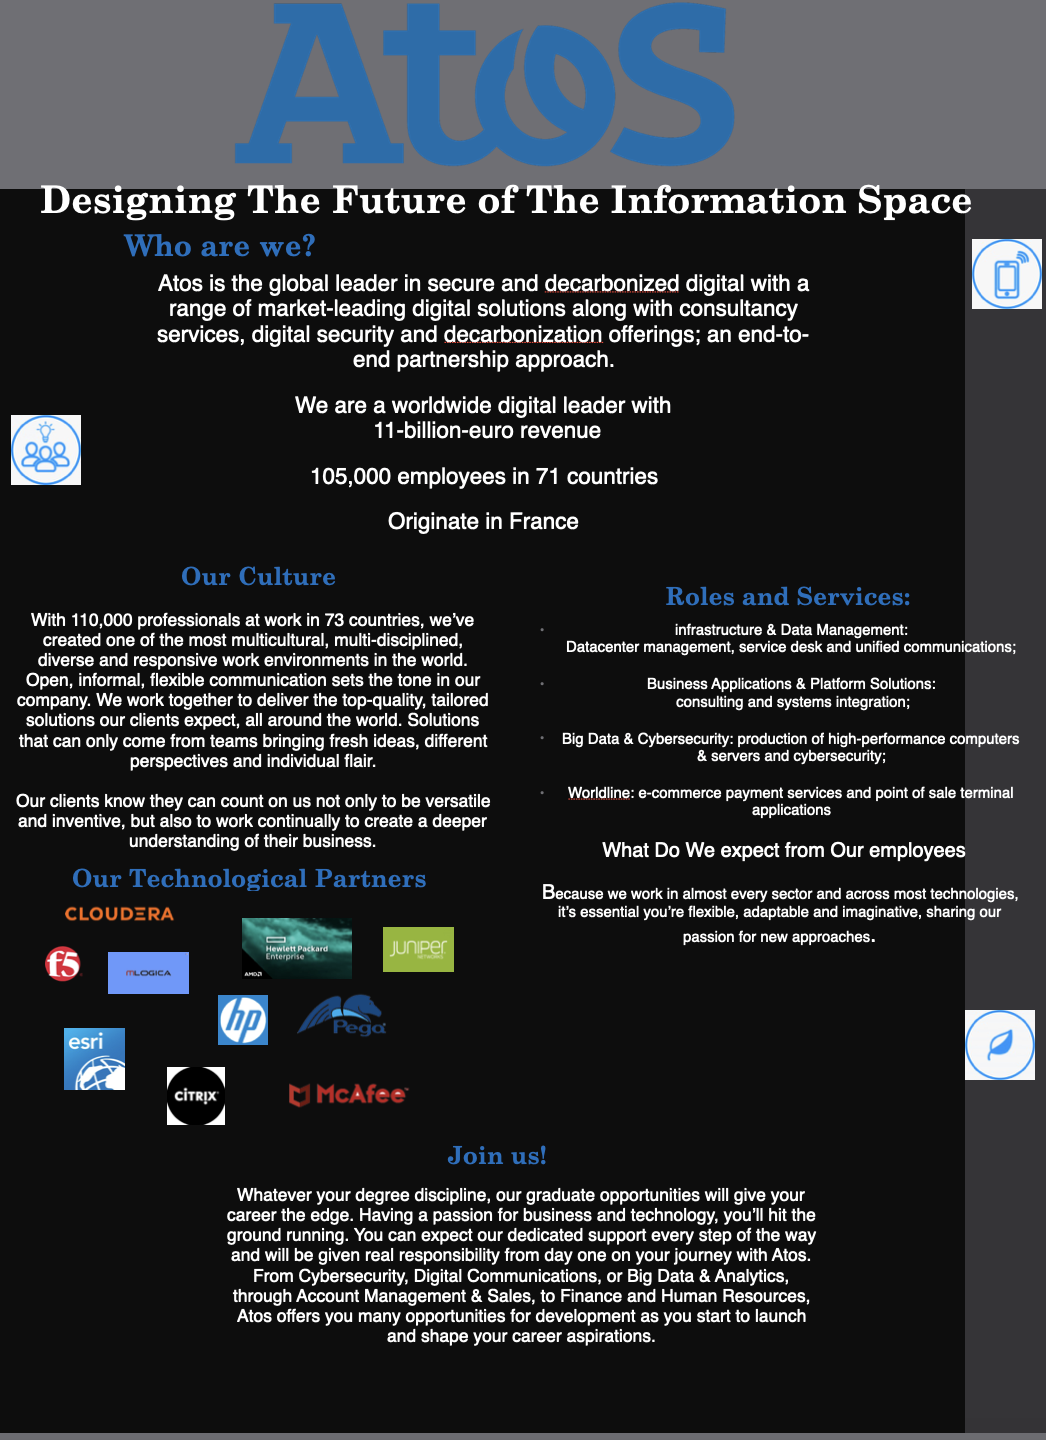 Atos
Designing The Future of The Information Space
Who are we?
Atos is the global leader in secure and decarbonized digital with a
range of market-leading digital solutions along with consultancy
services, digital security and decarbonization offerings; an end-to-
end partnership approach.
We are a worldwide digital leader with
11-billion-euro revenue
105,000 employees in 71 countries
Originate in France
Our Culture
With 110,000 professionals at work in 73 countries, we’ve
created one of the most multicultural, multi-disciplined,
diverse and responsive work environments in the world.
Open, informal, flexible communication sets the tone in our
company. We work together to deliver the top-quality, tailored
solutions our clients expect, all around the world. Solutions
that can only come from teams bringing fresh ideas, different
perspectives and individual flair.
Our clients know they can count on us not only to be versatile
and inventive, but also to work continually to create a deeper
understanding of their business.
Our Technological Partners
CLOUDERA
f5
mLOGICA
Hewlett Packard
Enterprise
AMD
JUNIPEr
NETWORKS
hp
Pega
esri
CİTRIX
McAfee™
Roles and Services:
• infrastructure & Data Management:
Datacenter management, service desk and unified communications;
• Business Applications & Platform Solutions:
consulting and systems integration;
• Big Data & Cybersecurity: production of high-performance computers
& servers and cybersecurity;
• Worldline: e-commerce payment services and point of sale terminal
applications
What Do We expect from Our employees
Because we work in almost every sector and across most technologies,
it’s essential you’re flexible, adaptable and imaginative, sharing our
passion for new approaches.
Join us!
Whatever your degree discipline, our graduate opportunities will give your
career the edge. Having a passion for business and technology, you’ll hit the
ground running. You can expect our dedicated support every step of the way
and will be given real responsibility from day one on your journey with Atos.
From Cybersecurity, Digital Communications, or Big Data & Analytics,
through Account Management & Sales, to Finance and Human Resources,
Atos offers you many opportunities for development as you start to launch
and shape your career aspirations.